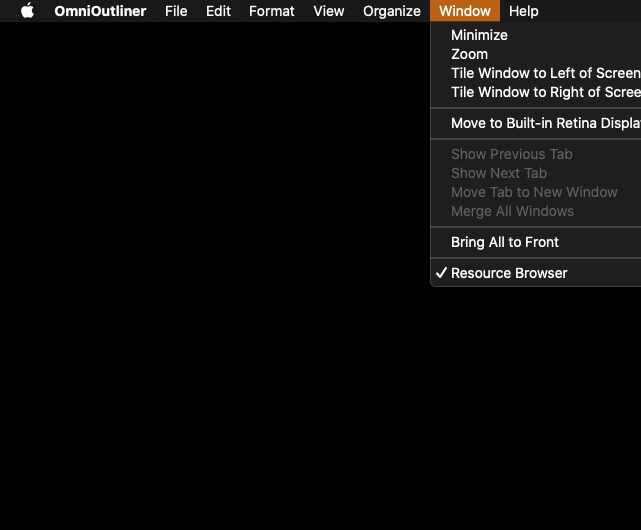 OmniOutliner File Edit Format View Organize Window Help
Minimize
Zoom
Tile Window to Left of Screen
Tile Window to Right of Scree
Move to Built-in Retina Displa
Show Previous Tab
Show Next Tab
Move Tab to New Window
Merge All Windows
Bring All to Front
✓ Resource Browser